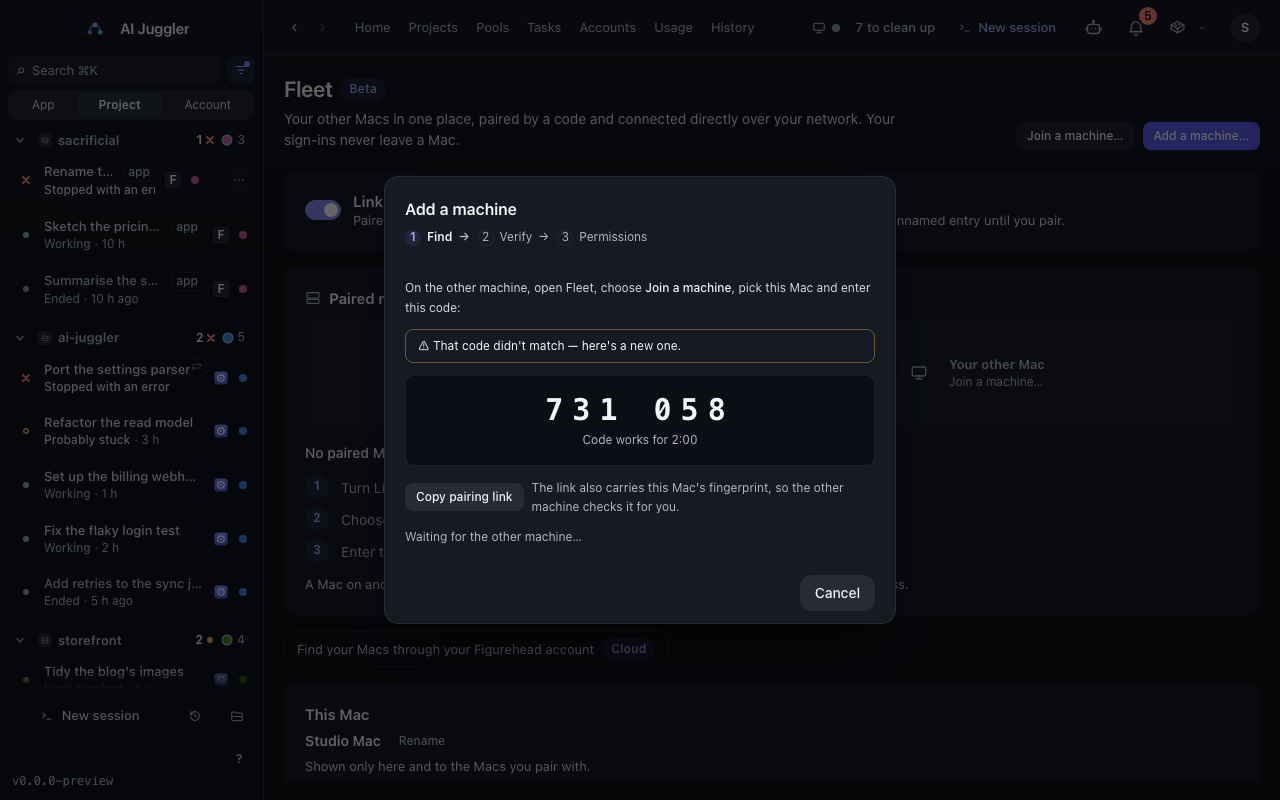 AI Juggler
Search ⌘K
App Project Account
sacrificial 1 3
Rename t... app F
Stopped with an err
Sketch the pricin... app F
Working · 10 h
Summarise the s... app F
Ended · 10 h ago
ai-juggler 2 5
Port the settings parser
Stopped with an error
Refactor the read model
Probably stuck · 3 h
Set up the billing webh...
Working · 1 h
Fix the flaky login test
Working · 2 h
Add retries to the sync j...
Ended · 5 h ago
storefront 2 4
Tidy the blog's images
New session
?
v0.0.0-preview
Home Projects Pools Tasks Accounts Usage History 7 to clean up New session 5 S
Fleet Beta
Your other Macs in one place, paired by a code and connected directly over your network. Your
sign-ins never leave a Mac.
Join a machine... Add a machine...
Link
Paire nnamed entry until you pair.
Paired m
Your other Mac
Join a machine...
No paired M
1 Turn Li
2 Choose
3 Enter t
A Mac on ano s.
Add a machine
1 Find → 2 Verify → 3 Permissions
On the other machine, open Fleet, choose Join a machine, pick this Mac and enter
this code:
⚠ That code didn't match — here's a new one.
731 058
Code works for 2:00
Copy pairing link
The link also carries this Mac's fingerprint, so the other
machine checks it for you.
Waiting for the other machine...
Cancel
Find your Macs through your Figurehead account Cloud
This Mac
Studio Mac Rename
Shown only here and to the Macs you pair with.